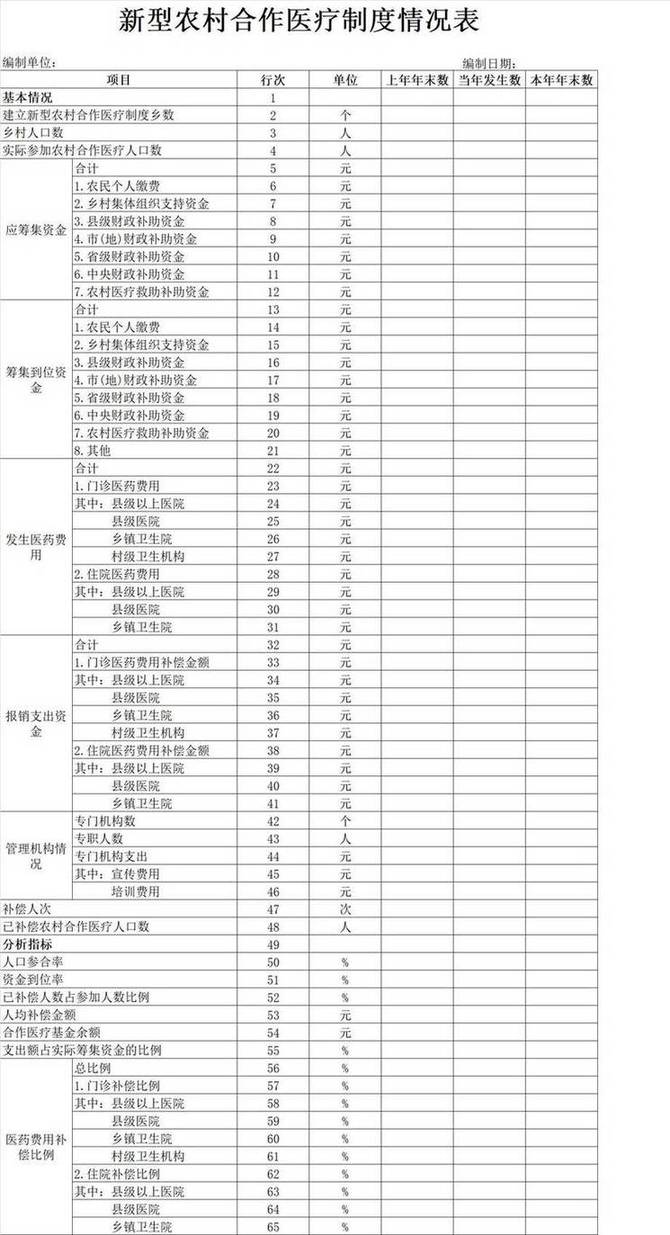 新型农村合作医疗制度情况表
编制单位： 编制日期：
项目 行次 单位 上年年末数 当年发生数 本年年末数
基本情况 1
建立新型农村合作医疗制度乡数 2 个
乡村人口数 3 人
实际参加农村合作医疗人口数 4 人
应筹集资金
合计 5 元
1.农民个人缴费 6 元
2.乡村集体组织支持资金 7 元
3.县级财政补助资金 8 元
4.市(地)财政补助资金 9 元
5.省级财政补助资金 10 元
6.中央财政补助资金 11 元
7.农村医疗救助补助资金 12 元
筹集到位资
金
合计 13 元
1.农民个人缴费 14 元
2.乡村集体组织支持资金 15 元
3.县级财政补助资金 16 元
4.市(地)财政补助资金 17 元
5.省级财政补助资金 18 元
6.中央财政补助资金 19 元
7.农村医疗救助补助资金 20 元
8.其他 21 元
发生医药费
用
合计 22 元
1.门诊医药费用 23 元
其中：县级以上医院 24 元
县级医院 25 元
乡镇卫生院 26 元
村级卫生机构 27 元
2.住院医药费用 28 元
其中：县级以上医院 29 元
县级医院 30 元
乡镇卫生院 31 元
报销支出资
金
合计 32 元
1.门诊医药费用补偿金额 33 元
其中：县级以上医院 34 元
县级医院 35 元
乡镇卫生院 36 元
村级卫生机构 37 元
2.住院医药费用补偿金额 38 元
其中：县级以上医院 39 元
县级医院 40 元
乡镇卫生院 41 元
管理机构情
况
专门机构数 42 个
专职人数 43 人
专门机构支出 44 元
其中：宣传费用 45 元
培训费用 46 元
补偿人次 47 次
已补偿农村合作医疗人口数 48 人
分析指标 49
人口参合率 50 %
资金到位率 51 %
已补偿人数占参加人数比例 52 %
人均补偿金额 53 元
合作医疗基金余额 54 元
支出额占实际筹集资金的比例 55 %
医药费用补
偿比例
总比例 56 %
1.门诊补偿比例 57 %
其中：县级以上医院 58 %
县级医院 59 %
乡镇卫生院 60 %
村级卫生机构 61 %
2.住院补偿比例 62 %
其中：县级以上医院 63 %
县级医院 64 %
乡镇卫生院 65 %